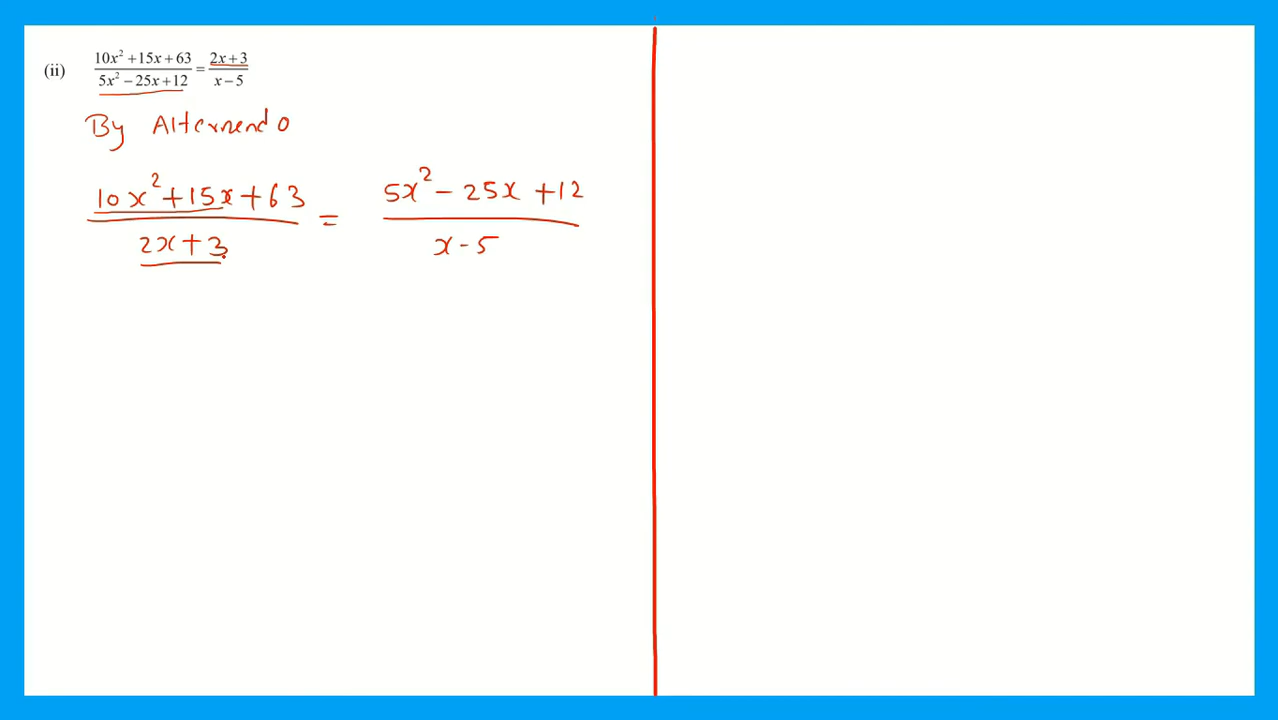 (ii) 10x² + 15x + 63 / 5x² − 25x + 12 = 2x + 3 / x − 5
By Alternendo
10x² + 15x + 63 / 2x + 3 = 5x² − 25x + 12 / x − 5